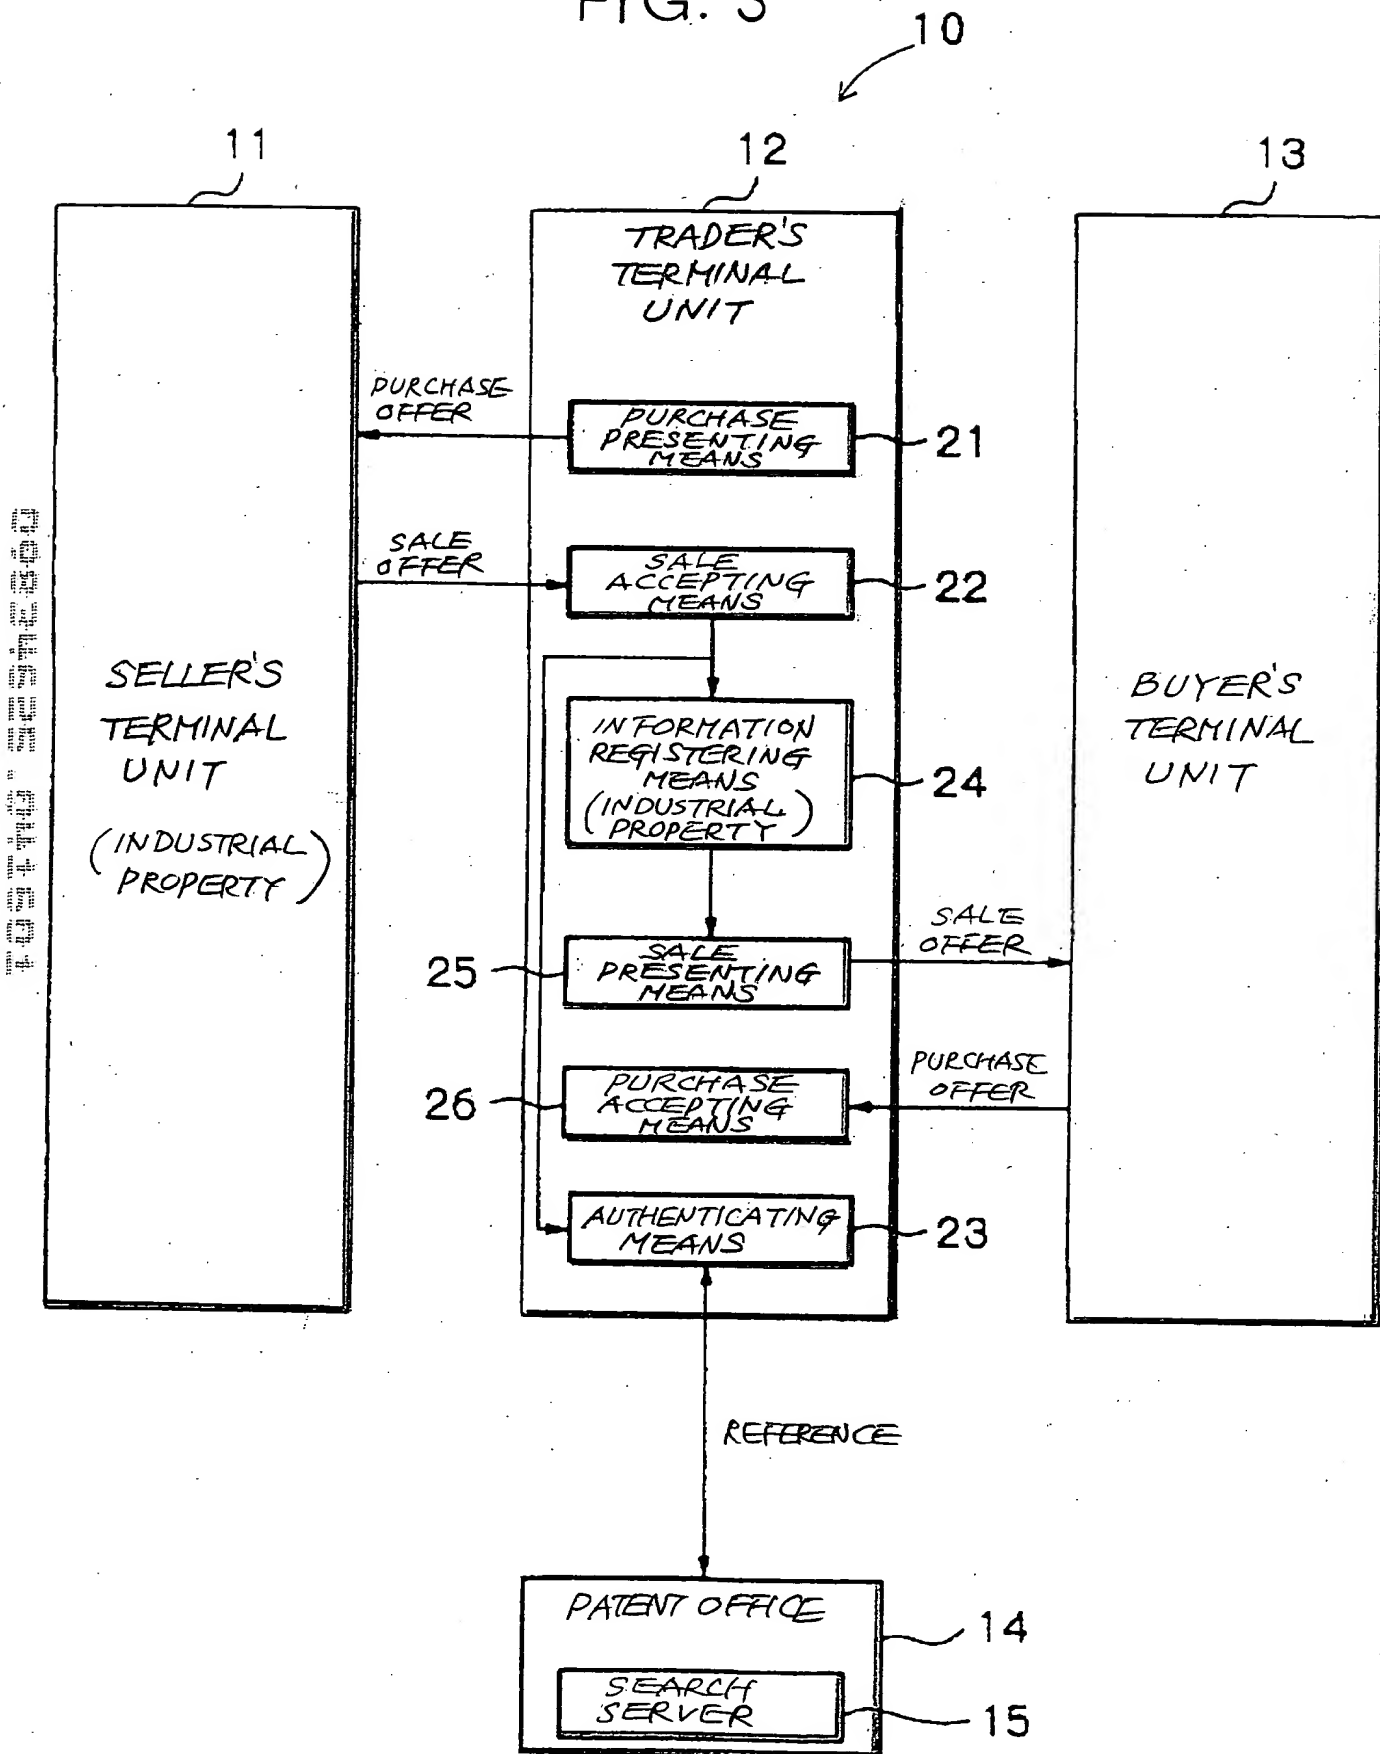 FIG. 3
10
11
12
13
TRADER'S
TERMINAL
UNIT
PURCHASE
OFFER
PURCHASE
PRESENTING
MEANS
21
SALE
OFFER
SALE
ACCEPTING
MEANS
22
SELLER'S
TERMINAL
UNIT
(INDUSTRIAL
PROPERTY)
INFORMATION
REGISTERING
MEANS
(INDUSTRIAL
PROPERTY)
24
BUYER'S
TERMINAL
UNIT
25
SALE
PRESENTING
MEANS
SALE
OFFER
26
PURCHASE
ACCEPTING
MEANS
PURCHASE
OFFER
AUTHENTICATING
MEANS
23
REFERENCE
PATENT OFFICE
14
SEARCH
SERVER
15